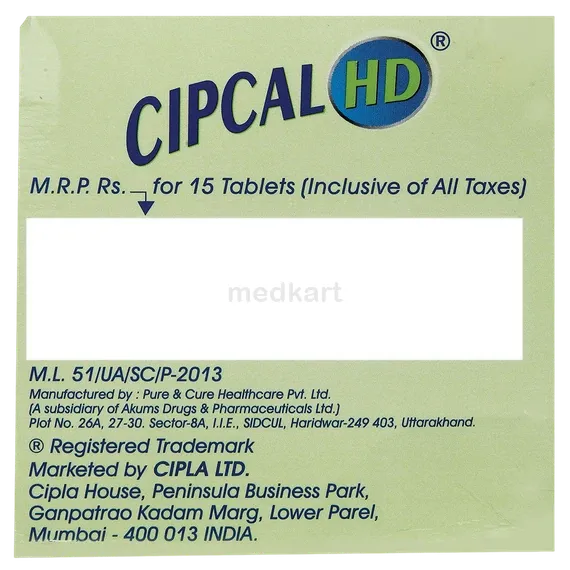 CIPCAL HD ®
M.R.P. Rs. for 15 Tablets (Inclusive of All Taxes)
medkart
M.L. 51/UA/SC/P-2013
Manufactured by : Pure & Cure Healthcare Pvt. Ltd.
(A subsidiary of Akums Drugs & Pharmaceuticals Ltd.)
Plot No. 26A, 27-30. Sector-8A, I.I.E., SIDCUL, Haridwar-249 403, Uttarakhand.
® Registered Trademark
Marketed by CIPLA LTD.
Cipla House, Peninsula Business Park,
Ganpatrao Kadam Marg, Lower Parel,
Mumbai - 400 013 INDIA.